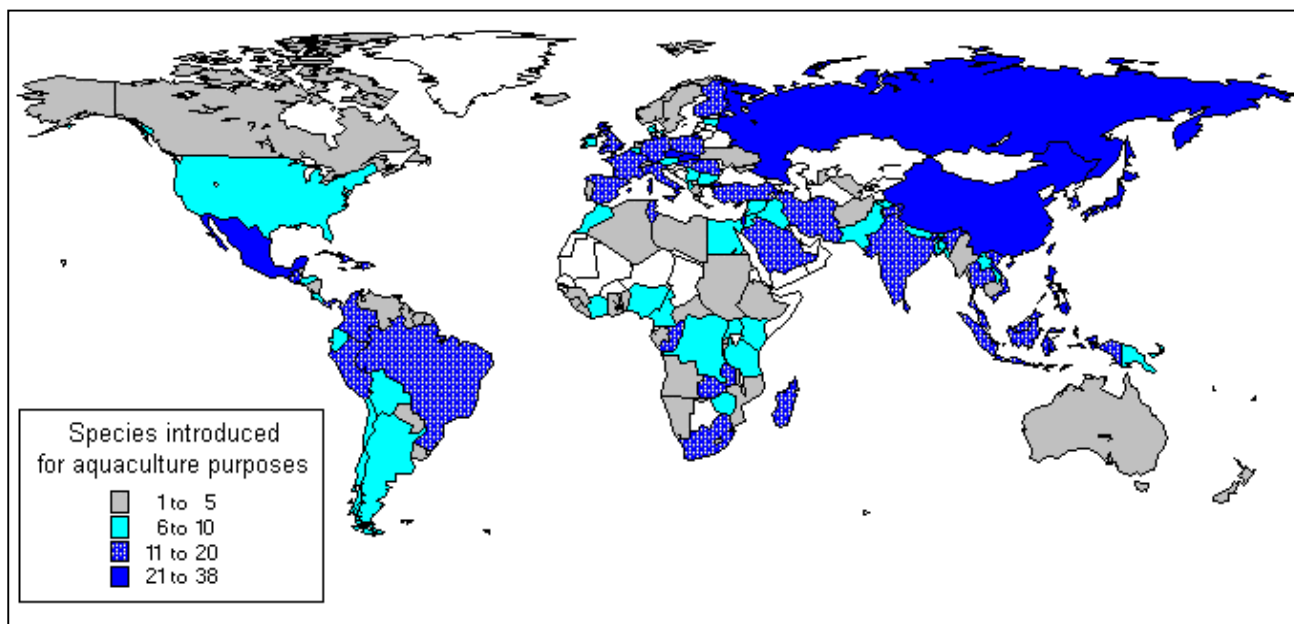 Species introduced
for aquaculture purposes
1 to 5
6 to 10
11 to 20
21 to 38